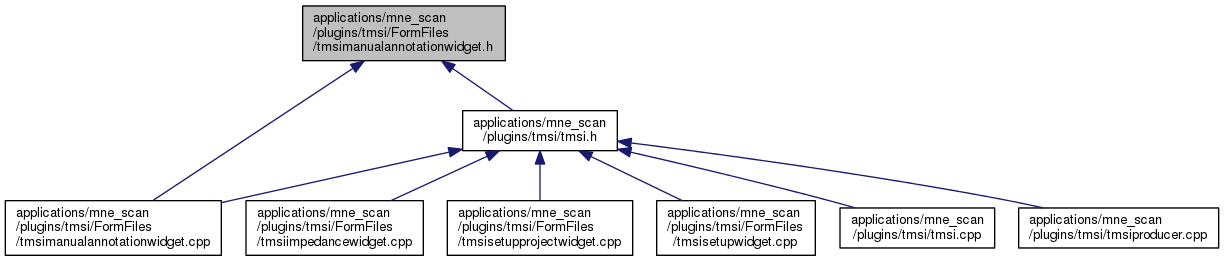 applications/mne_scan
/plugins/tmsi/FormFiles
/tmsimanualannotationwidget.h
applications/mne_scan
/plugins/tmsi/tmsi.h
applications/mne_scan
/plugins/tmsi/FormFiles
/tmsimanualannotationwidget.cpp
applications/mne_scan
/plugins/tmsi/FormFiles
/tmsiimpedancewidget.cpp
applications/mne_scan
/plugins/tmsi/FormFiles
/tmsisetupprojectwidget.cpp
applications/mne_scan
/plugins/tmsi/FormFiles
/tmsisetupwidget.cpp
applications/mne_scan
/plugins/tmsi/tmsi.cpp
applications/mne_scan
/plugins/tmsi/tmsiproducer.cpp